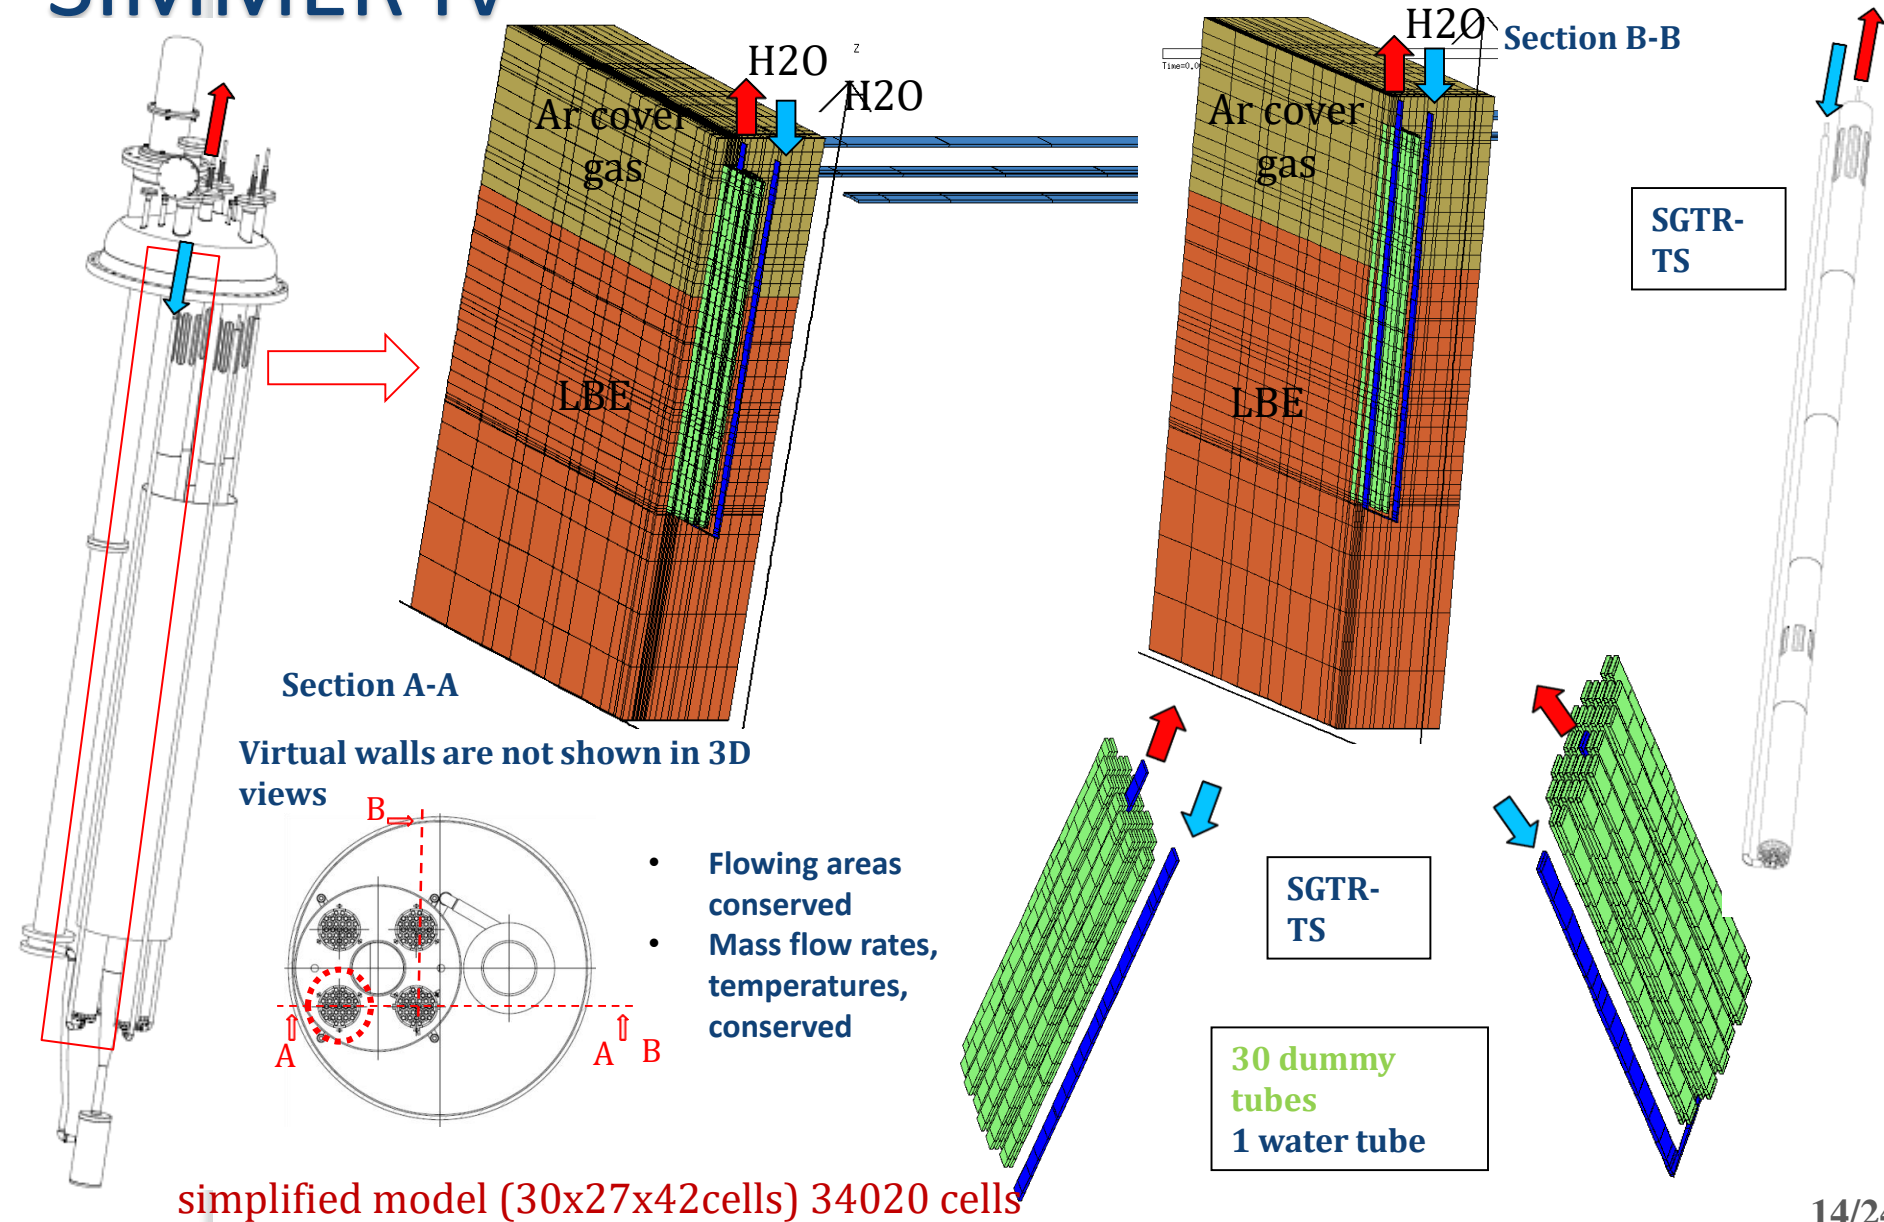 SIMMER IV
H2O
H2O
Z
Ar cover
gas
LBE
H2O
Section B-B
Ar cover
gas
LBE
SGTR-
TS
Section A-A
Virtual walls are not shown in 3D
views
B
A
A
B
• Flowing areas
conserved
• Mass flow rates,
temperatures,
conserved
SGTR-
TS
30 dummy
tubes
1 water tube
simplified model (30x27x42cells) 34020 cells